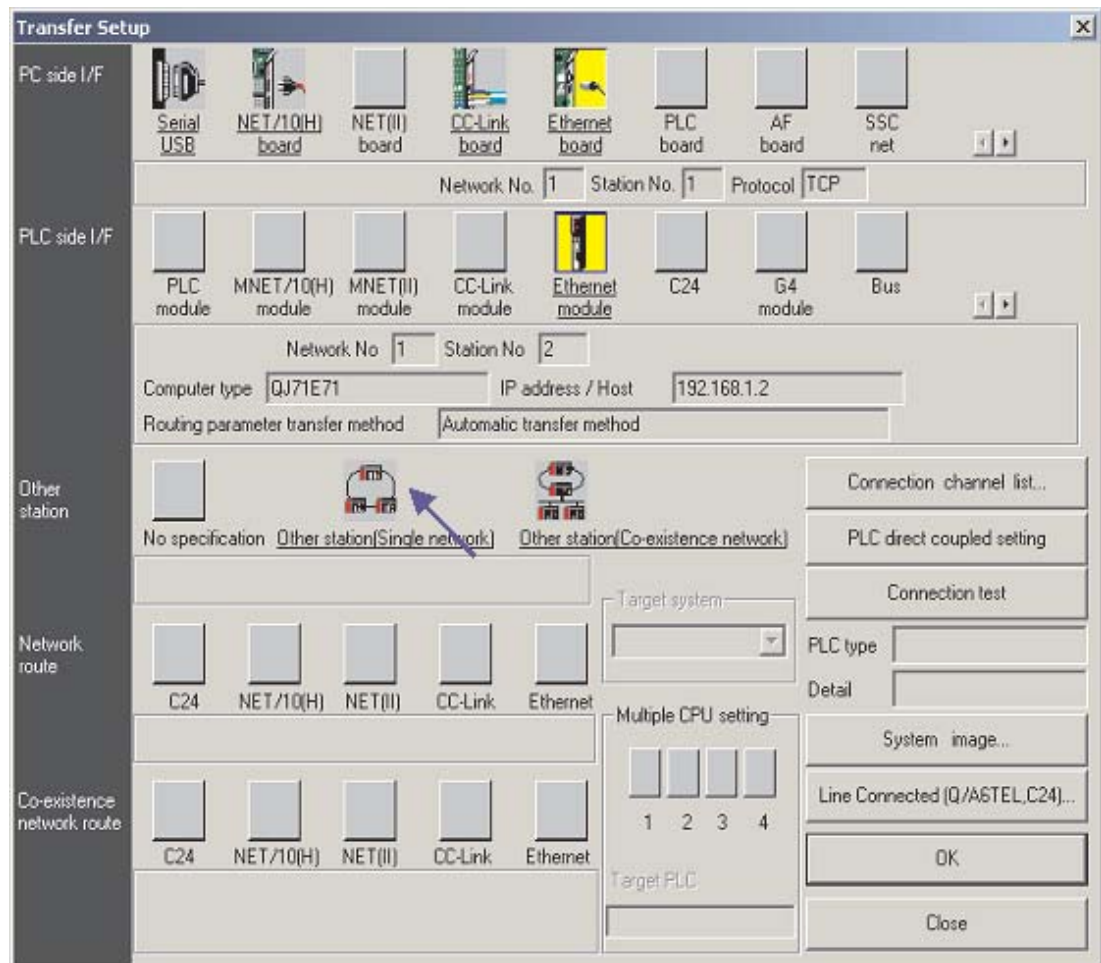 Transfer Setup
PC side I/F
Serial USB
NET/10(H) board
NET(II) board
CC-Link board
Ethernet board
PLC board
AF board
SSC net
Network No. 1 Station No. 1 Protocol TCP
PLC side I/F
PLC module
MNET/10(H) module
MNET(II) module
CC-Link module
Ethernet module
C24
G4 module
Bus
Network No 1 Station No 2
Computer type QJ71E71 IP address / Host 192.168.1.2
Routing parameter transfer method Automatic transfer method
Other station
No specification
Other station(Single network)
Other station(Co-existence network)
Connection channel list...
PLC direct coupled setting
Connection test
PLC type
Detail
System image...
Line Connected (Q/A6TEL,C24)...
OK
Close
Target system
Network route
C24 NET/10(H) NET(II) CC-Link Ethernet
Multiple CPU setting
1 2 3 4
Target PLC
Co-existence network route
C24 NET/10(H) NET(II) CC-Link Ethernet